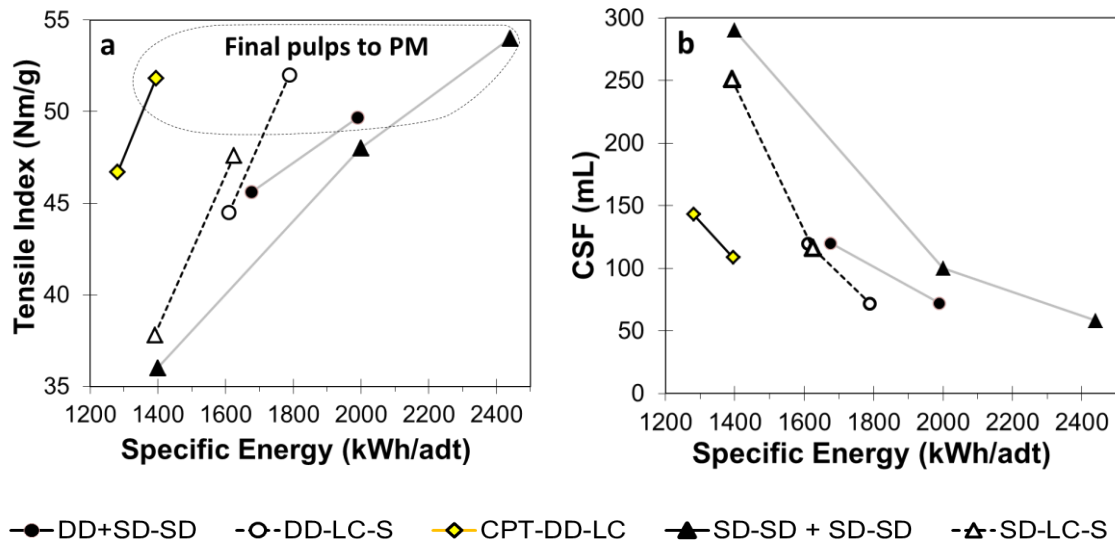 a
Final pulps to PM
Tensile Index (Nm/g)
55
50
45
40
35
1200 1400 1600 1800 2000 2200 2400
Specific Energy (kWh/adt)
b
CSF (mL)
300
250
200
150
100
50
0
1200 1400 1600 1800 2000 2200 2400
Specific Energy (kWh/adt)
DD+SD-SD DD-LC-S CPT-DD-LC SD-SD + SD-SD SD-LC-S